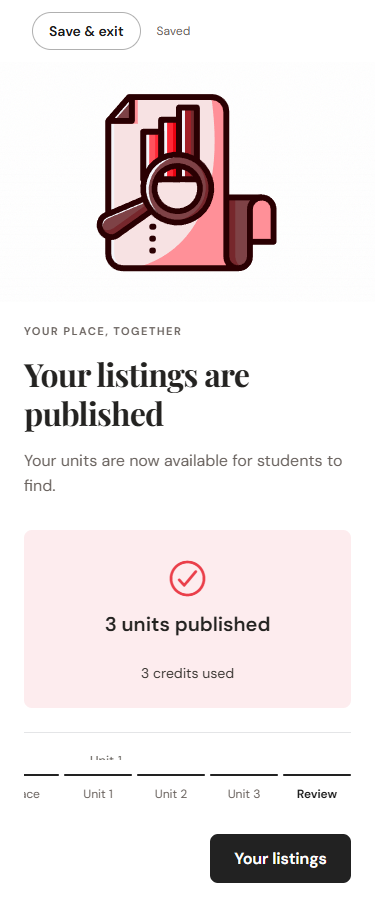 Save & exit
Saved
YOUR PLACE, TOGETHER
Your listings are
published
Your units are now available for students to
find.
3 units published
3 credits used
Unit 1
Unit 1
Unit 2
Unit 3
Review
Your listings